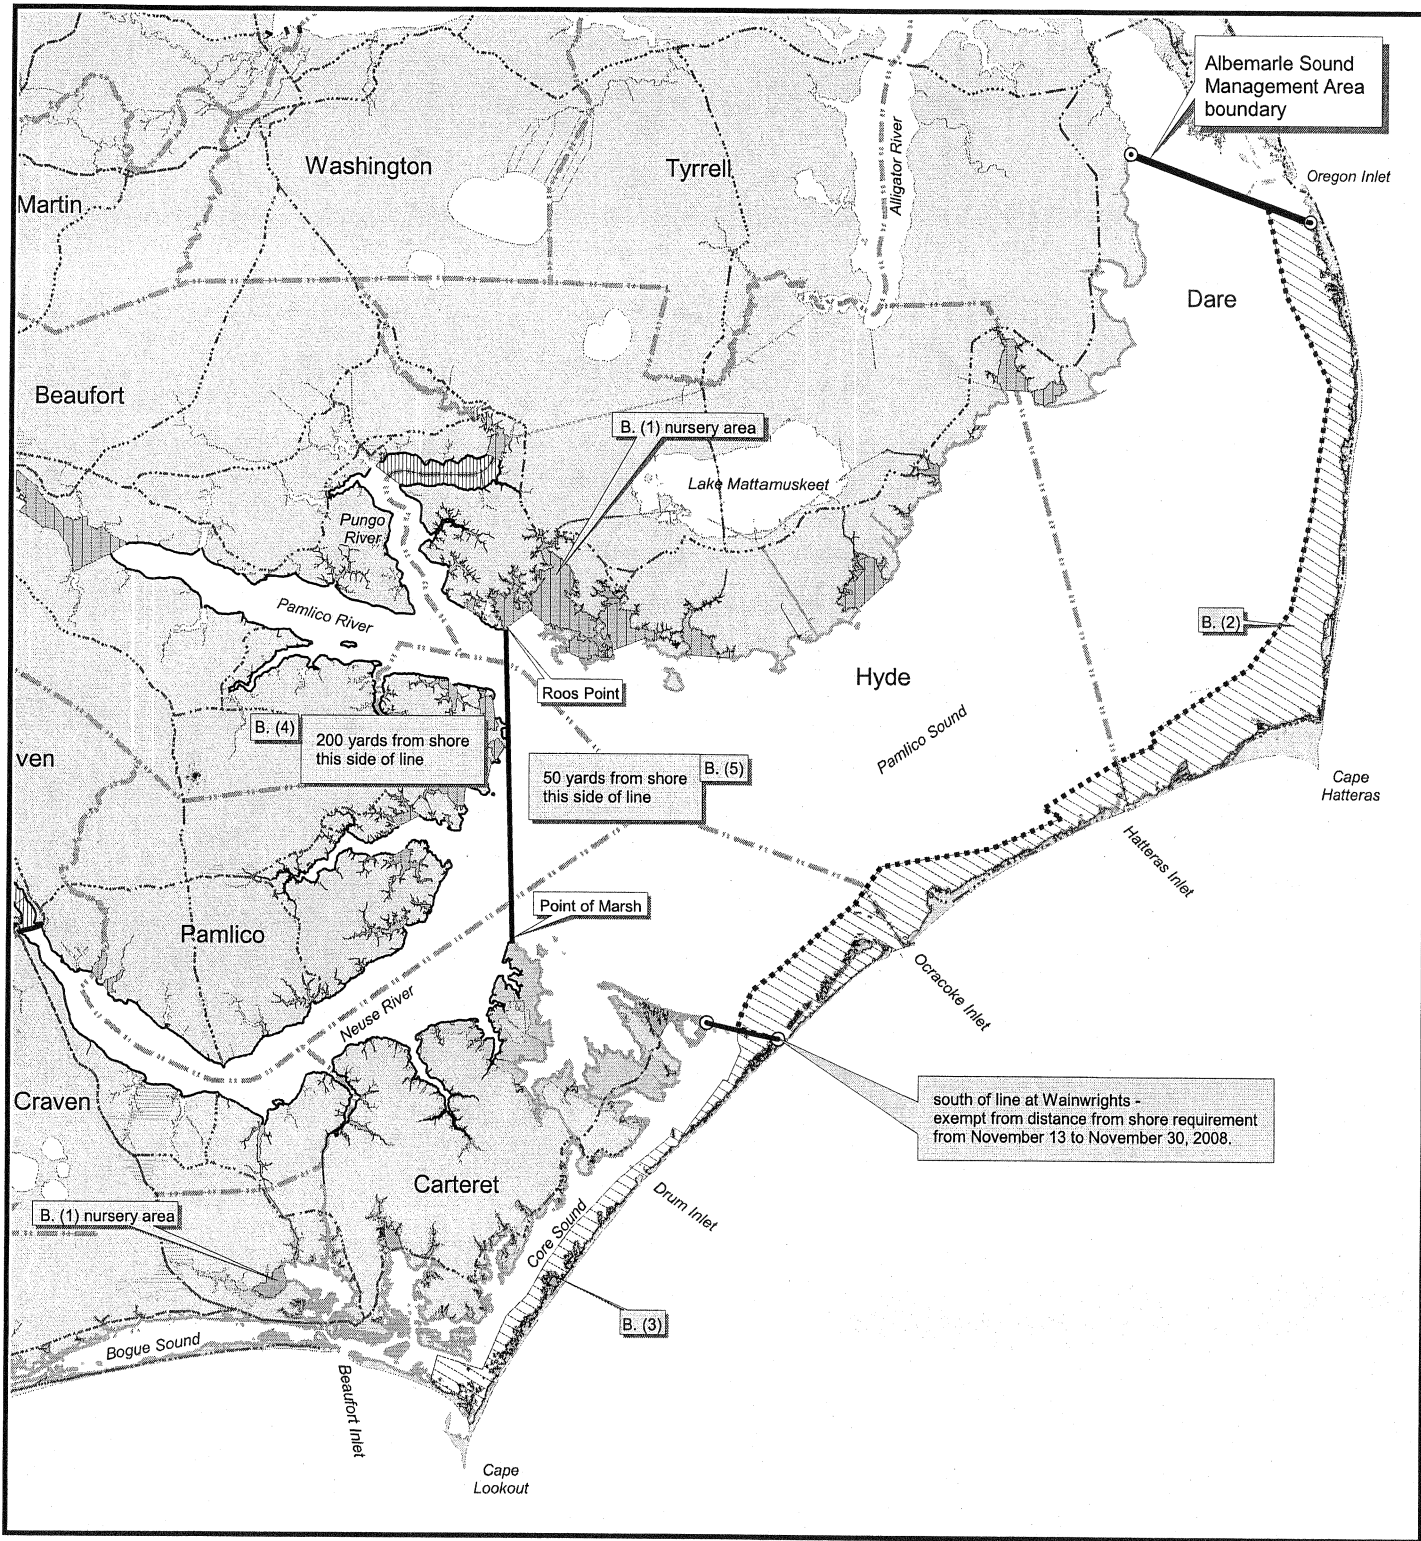 Albemarle Sound
Management Area
boundary
Washington
Tyrrell
Alligator River
Martin
Oregon Inlet
Dare
Beaufort
B. (1) nursery area
Lake Mattamuskeet
Pungo
River
Pamlico River
B. (2)
Hyde
Roos Point
B. (4)
200 yards from shore
this side of line
Pamlico Sound
50 yards from shore
this side of line
B. (5)
ven
Cape
Hatteras
Hatteras Inlet
Point of Marsh
Pamlico
Ocracoke Inlet
Neuse River
Craven
south of line at Wainwrights -
exempt from distance from shore requirement
from November 13 to November 30, 2008.
Carteret
Drum Inlet
B. (1) nursery area
Core Sound
B. (3)
Bogue Sound
Beaufort Inlet
Cape
Lookout